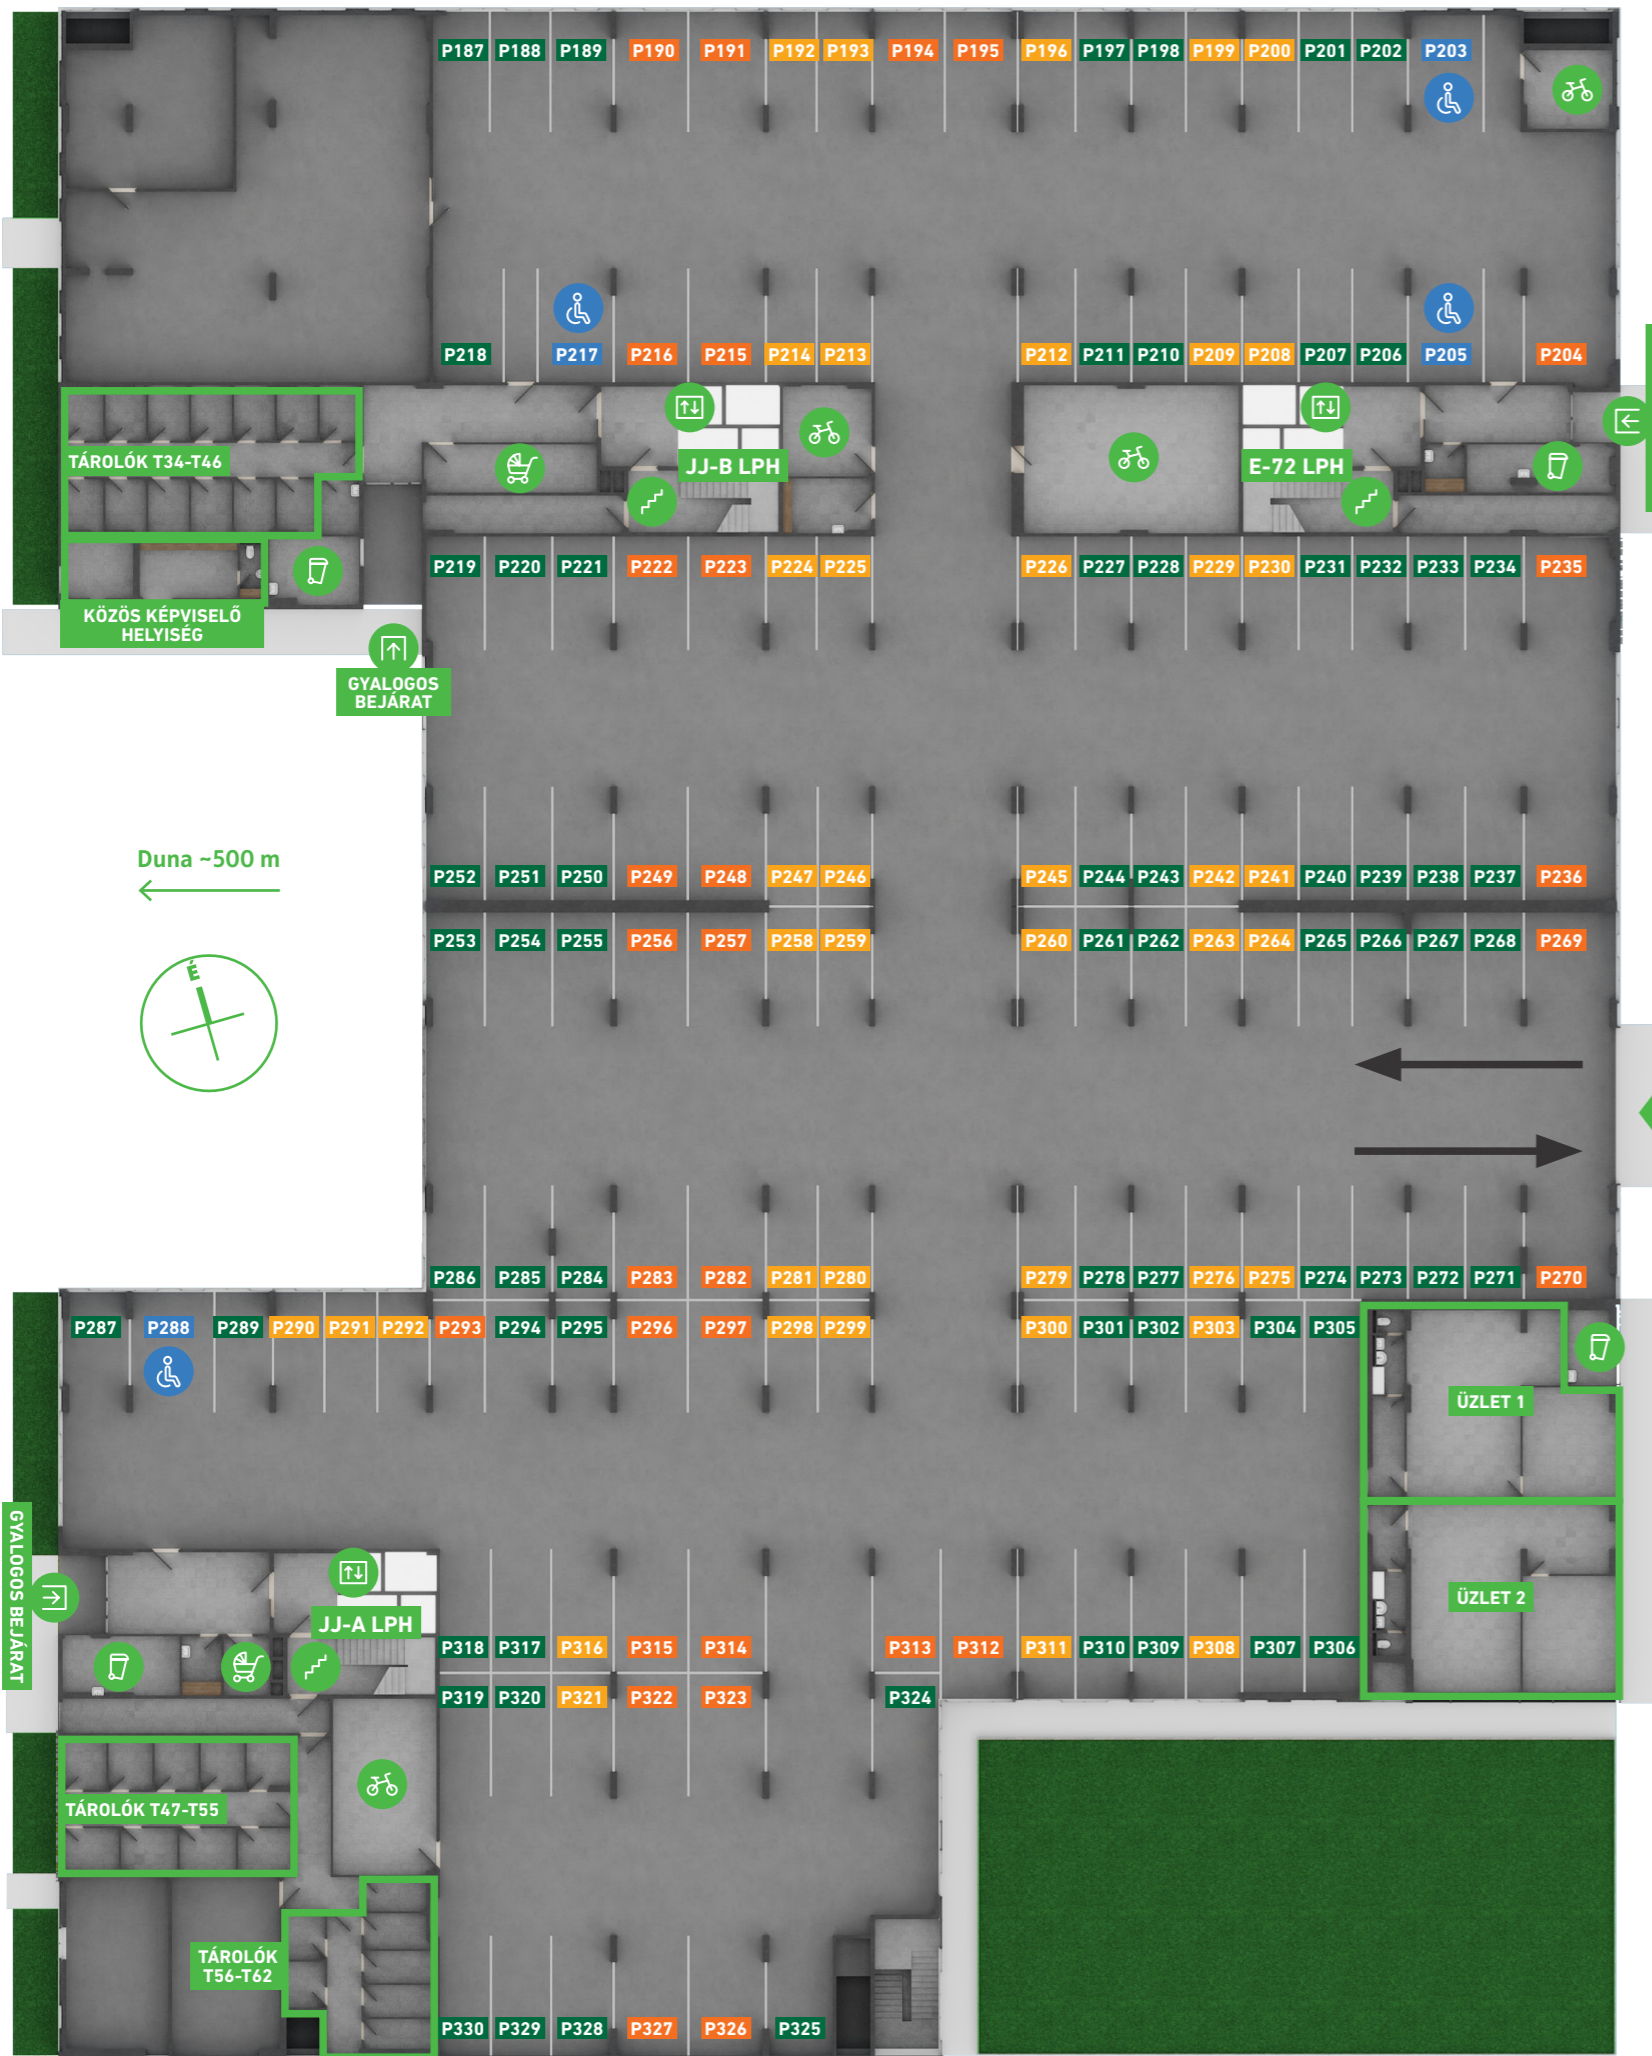 P187 P188 P189 P190 P191 P192 P193 P194 P195 P196 P197 P198 P199 P200 P201 P202 P203
P218 P217 P216 P215 P214 P213 P212 P211 P210 P209 P208 P207 P206 P205 P204
TÁROLÓK T34-T46
JJ-B LPH
E-72 LPH
P219 P220 P221 P222 P223 P224 P225 P226 P227 P228 P229 P230 P231 P232 P233 P234 P235
KÖZÖS KÉPVISELŐ
HELYISÉG
GYALOGOS
BEJÁRAT
Duna ~500 m
P252 P251 P250 P249 P248 P247 P246 P245 P244 P243 P242 P241 P240 P239 P238 P237 P236
P253 P254 P255 P256 P257 P258 P259 P260 P261 P262 P263 P264 P265 P266 P267 P268 P269
É
P286 P285 P284 P283 P282 P281 P280 P279 P278 P277 P276 P275 P274 P273 P272 P271 P270
P287 P288 P289 P290 P291 P292 P293 P294 P295 P296 P297 P298 P299 P300 P301 P302 P303 P304 P305
ÜZLET 1
GYALOGOS BEJÁRAT
ÜZLET 2
JJ-A LPH
P318 P317 P316 P315 P314 P313 P312 P311 P310 P309 P308 P307 P306
P319 P320 P321 P322 P323 P324
TÁROLÓK T47-T55
TÁROLÓK
T56-T62
P330 P329 P328 P327 P326 P325